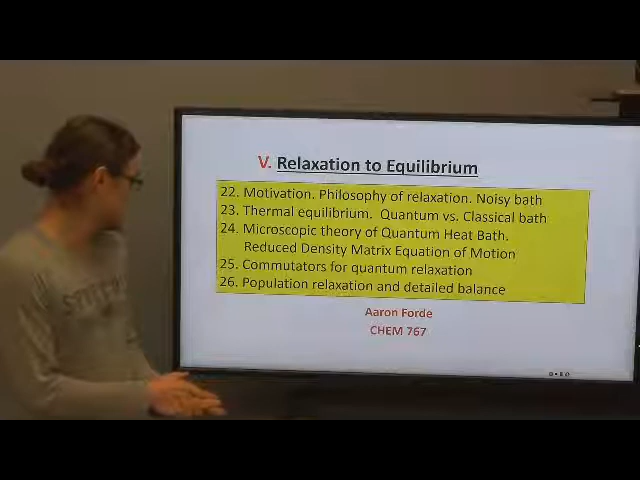 V. Relaxation to Equilibrium
22. Motivation. Philosophy of relaxation. Noisy bath
23. Thermal equilibrium. Quantum vs. Classical bath
24. Microscopic theory of Quantum Heat Bath.
Reduced Density Matrix Equation of Motion
25. Commutators for quantum relaxation
26. Population relaxation and detailed balance
Aaron Forde
CHEM 767